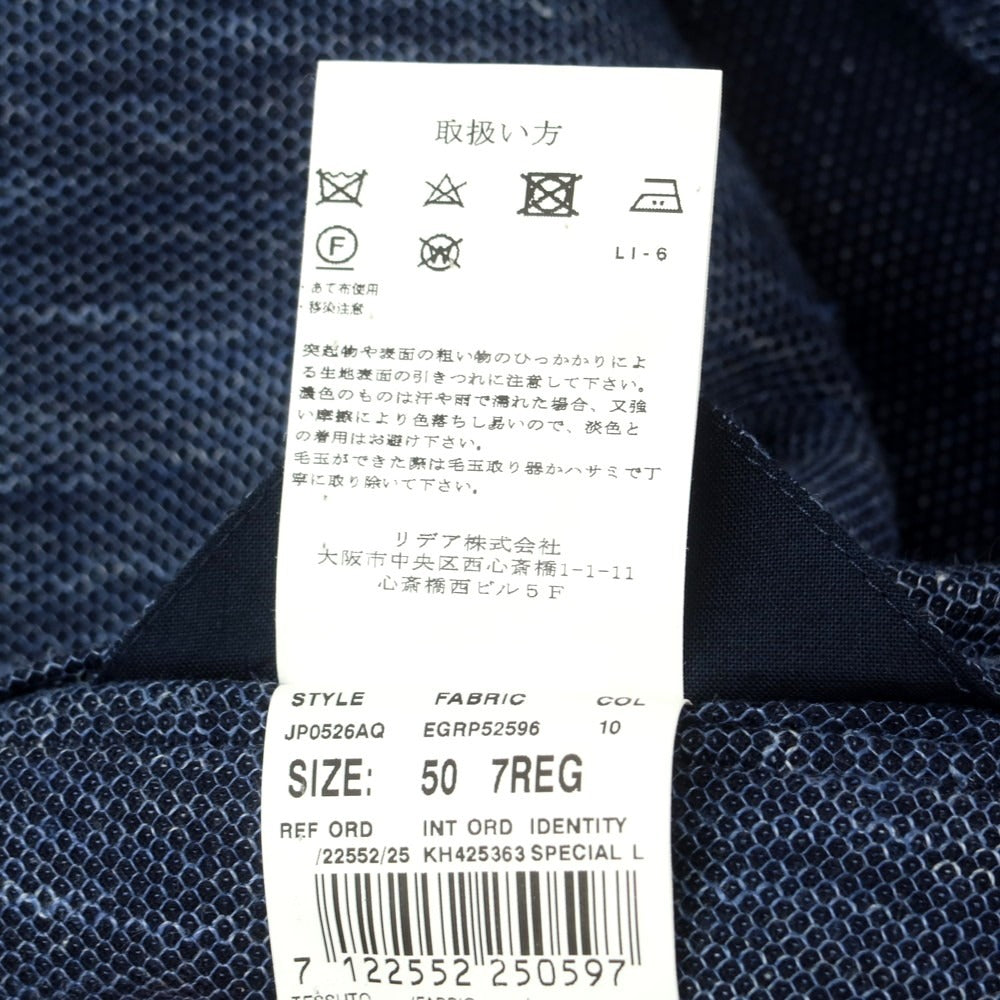 取扱い方
F W LI-6
・あて布使用
・移染注意
突起物や表面の粗い物のひっかかりによ
る生地表面の引きつれに注意して下さい。
濃色のものは汗や雨で濡れた場合、又強
い摩擦により色落ちし易いので、淡色と
の着用はお避け下さい。
毛玉ができた際は毛玉取り器かハサミで丁
寧に取り除いて下さい。
リデア株式会社
大阪市中央区西心斎橋1-1-11
心斎橋西ビル5F
STYLE FABRIC COL
JP0526AQ EGRP52596 10
SIZE: 50 7REG
REF ORD INT ORD IDENTITY
/22552/25 KH425363 SPECIAL L
7 122552 250597
TESSUTO /FABRIC